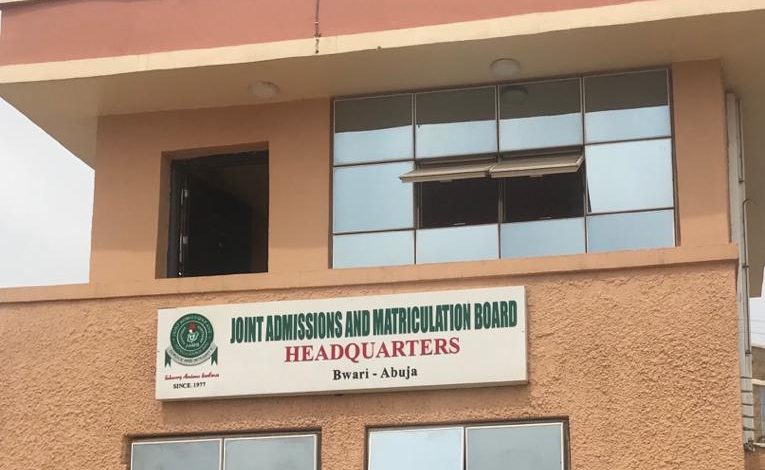 JOINT ADMISSIONS AND MATRICULATION BOARD
HEADQUARTERS
Bwari - Abuja
SINCE 1977